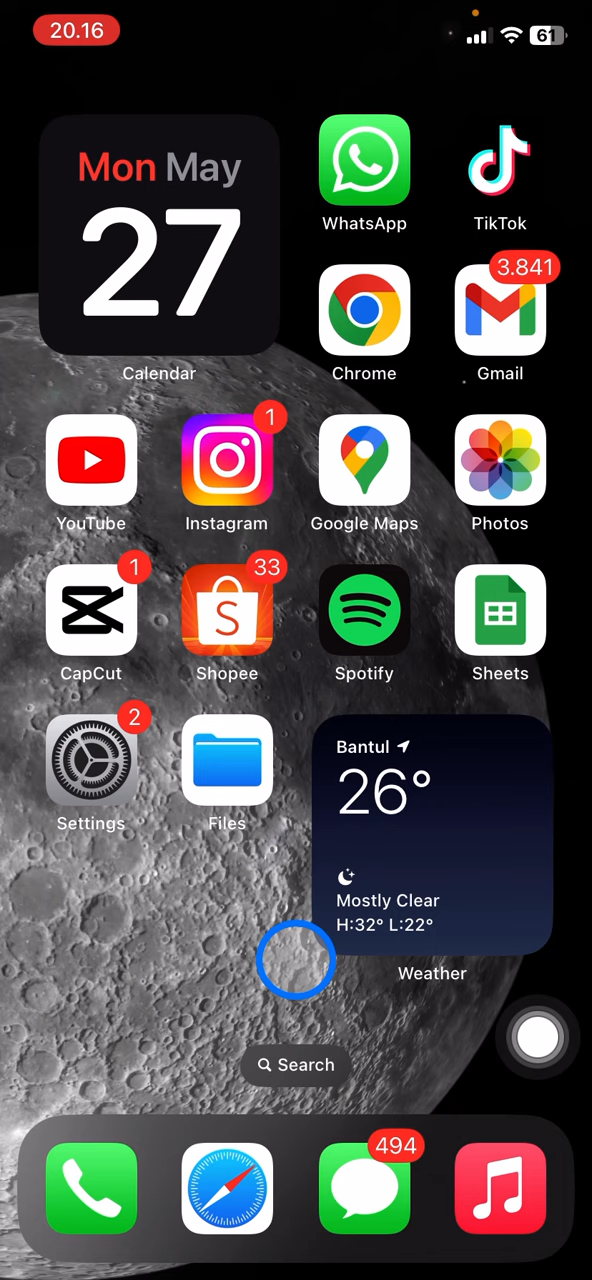 20.16
61
Mon May
27
Calendar
WhatsApp
TikTok
3.841
Chrome
Gmail
1
YouTube
Instagram
Google Maps
Photos
1
33
CapCut
Shopee
Spotify
Sheets
2
Settings
Files
Bantul
26°
Mostly Clear
H:32° L:22°
Weather
Search
494